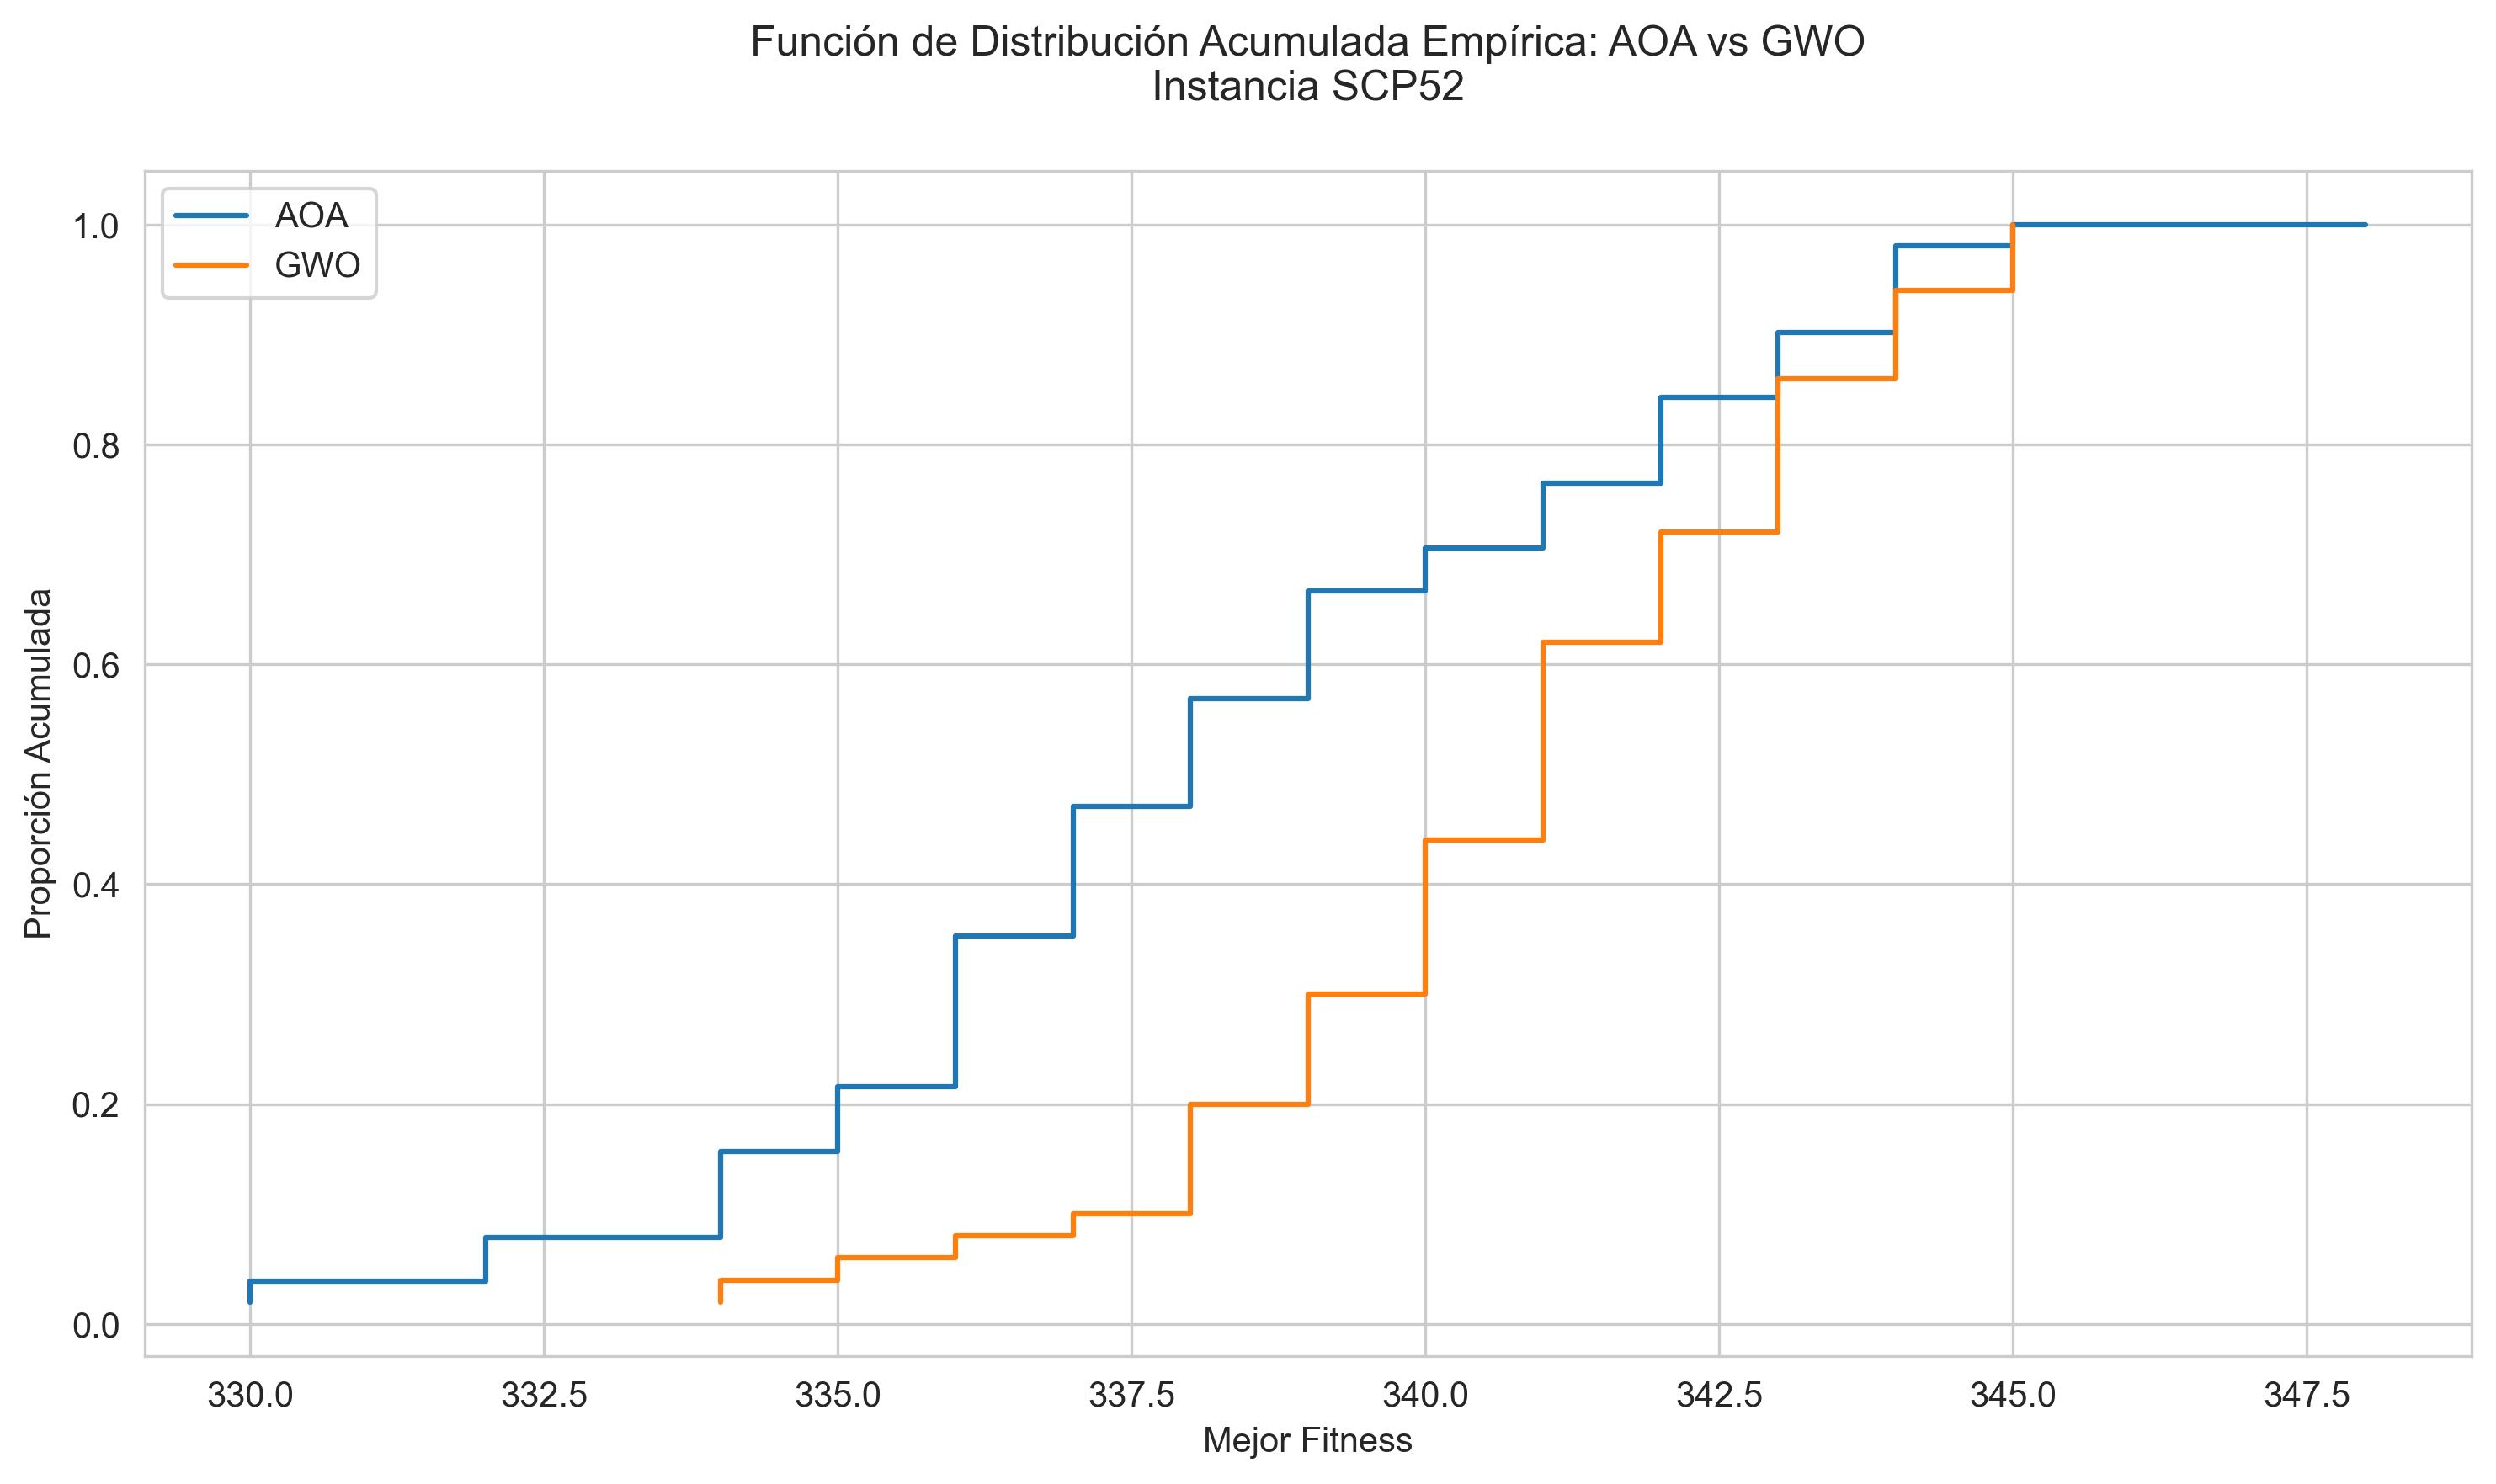 Función de Distribución Acumulada Empírica: AOA vs GWO
Instancia SCP52
AOA
GWO
1.0
0.8
0.6
0.4
0.2
0.0
Proporción Acumulada
330.0 332.5 335.0 337.5 340.0 342.5 345.0 347.5
Mejor Fitness